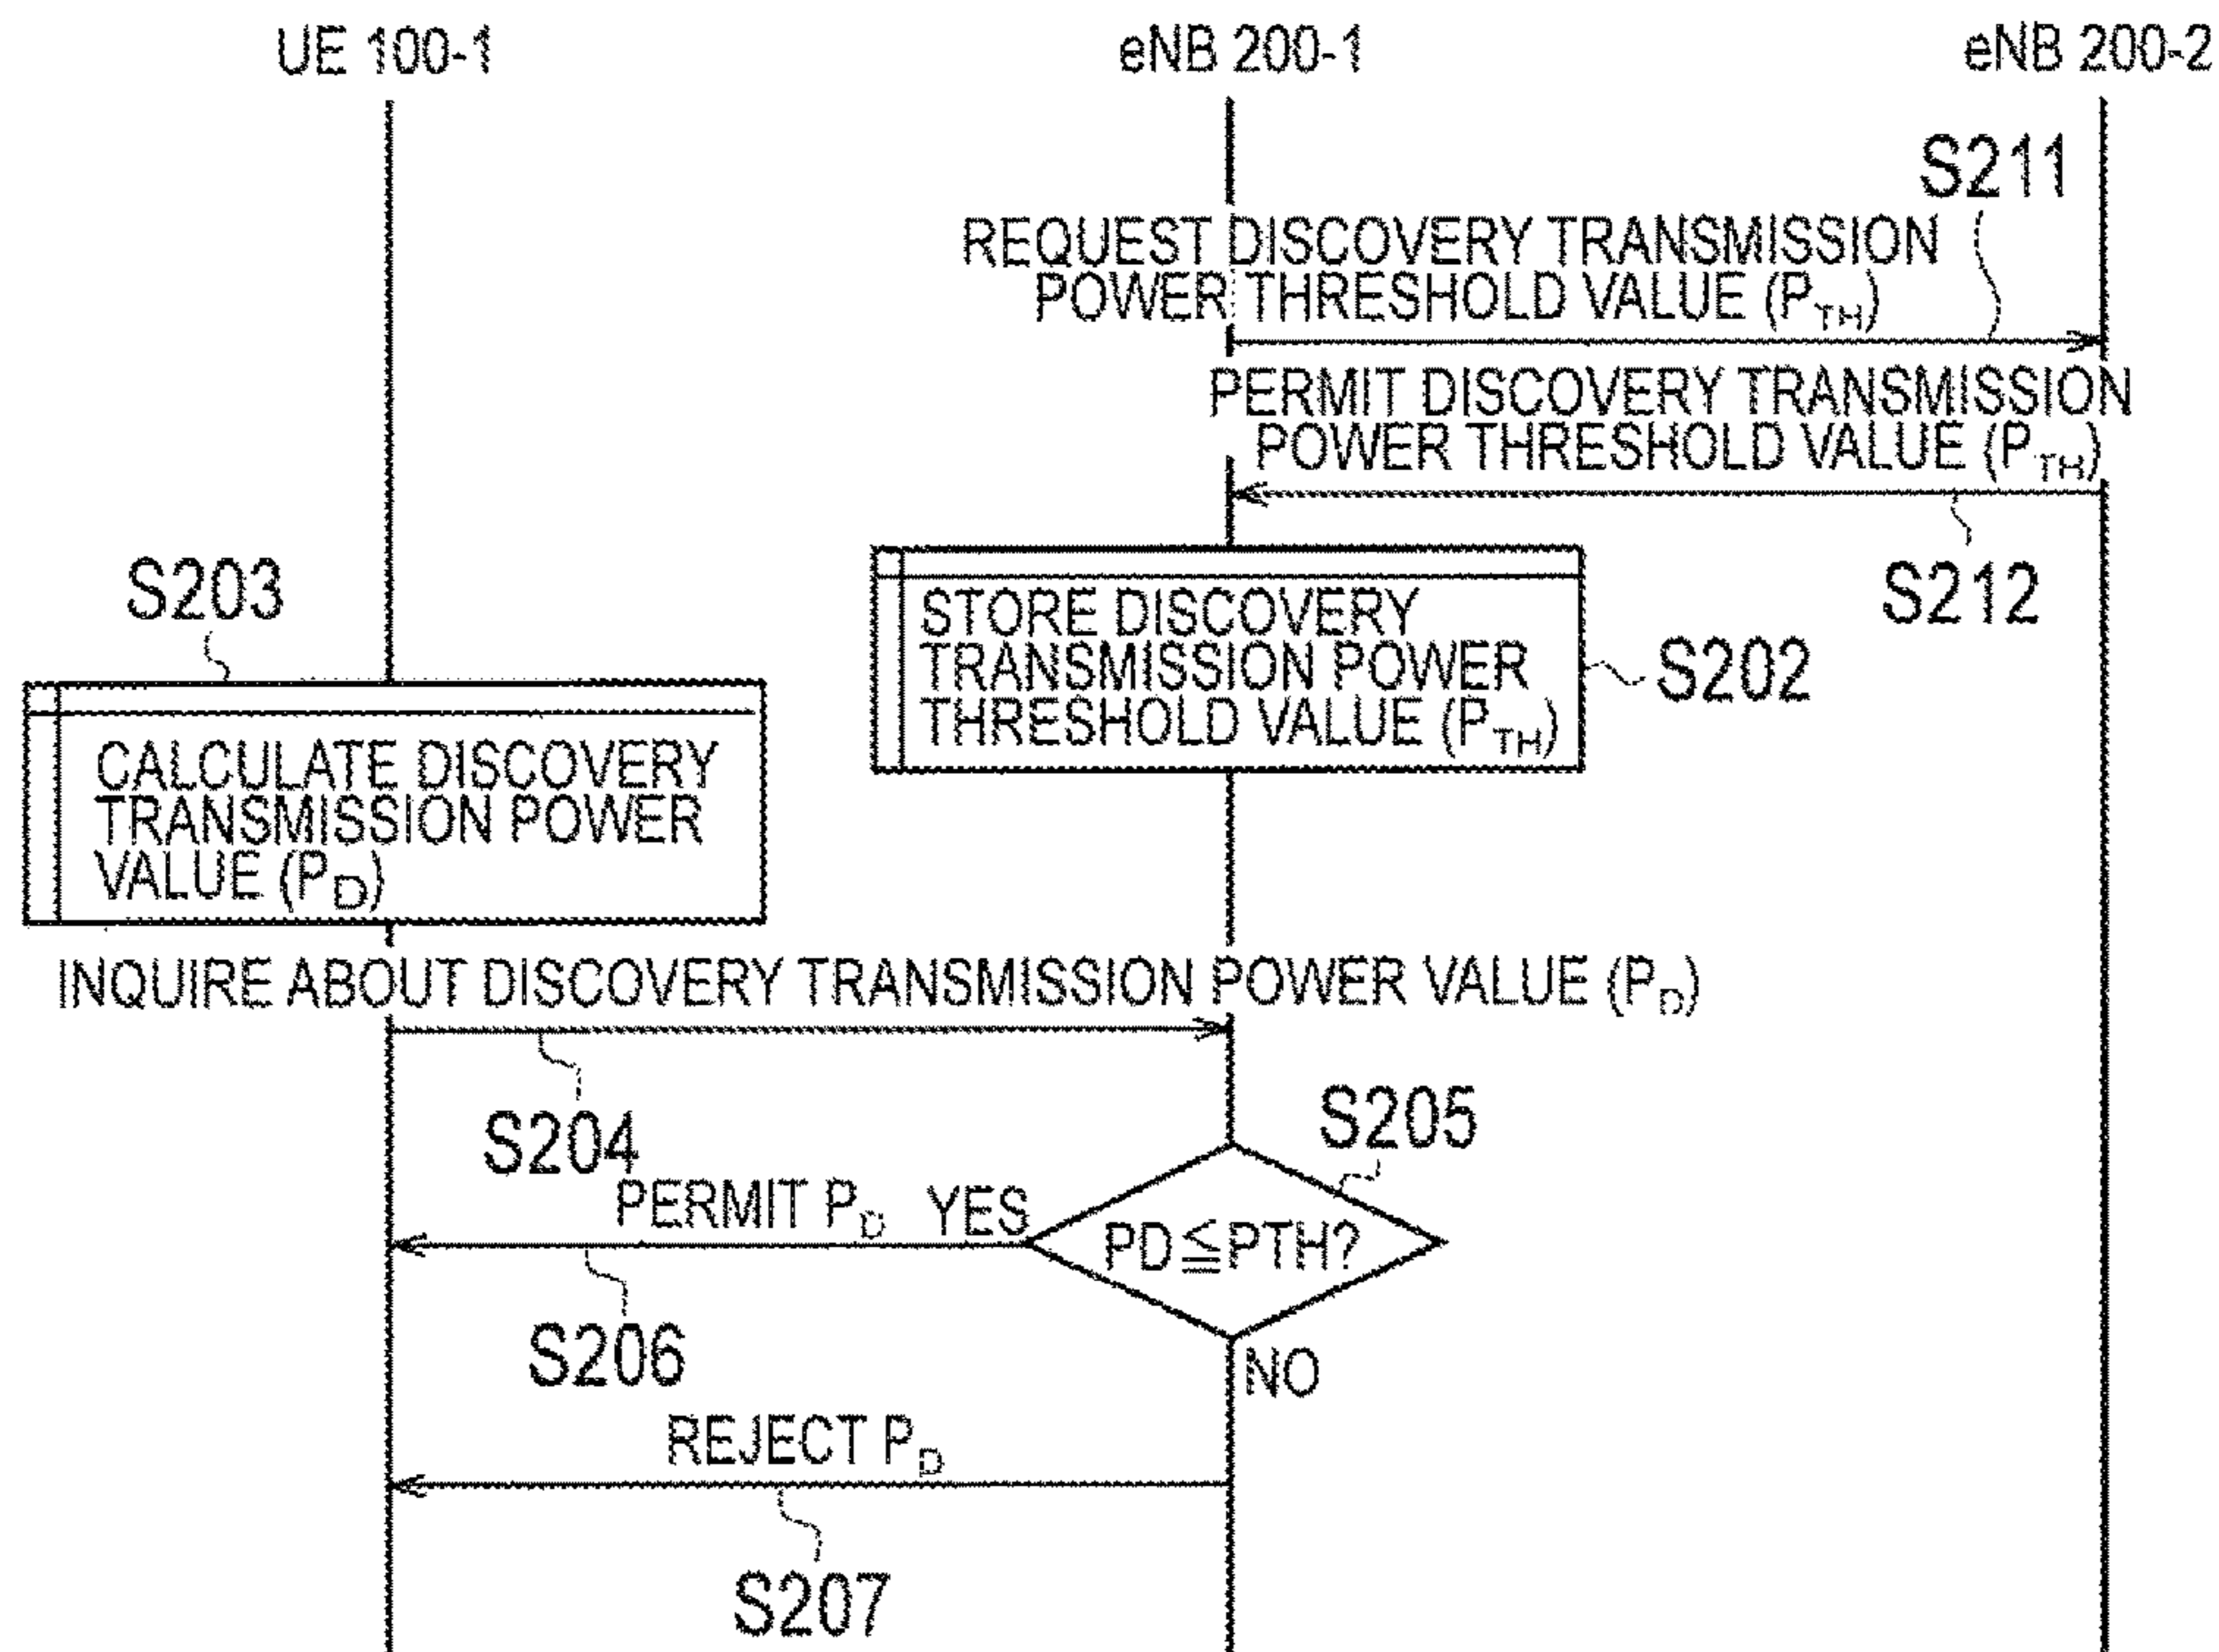 UE 100-1
eNB 200-1
eNB 200-2
S211
REQUEST DISCOVERY TRANSMISSION
POWER THRESHOLD VALUE (PTH)
PERMIT DISCOVERY TRANSMISSION
POWER THRESHOLD VALUE (PTH)
S212
STORE DISCOVERY
TRANSMISSION POWER
THRESHOLD VALUE (PTH)
S202
S203
CALCULATE DISCOVERY
TRANSMISSION POWER
VALUE (PD)
INQUIRE ABOUT DISCOVERY TRANSMISSION POWER VALUE (PD)
S204
S205
PD≦PTH?
YES
PERMIT PD
S206
NO
REJECT PD
S207